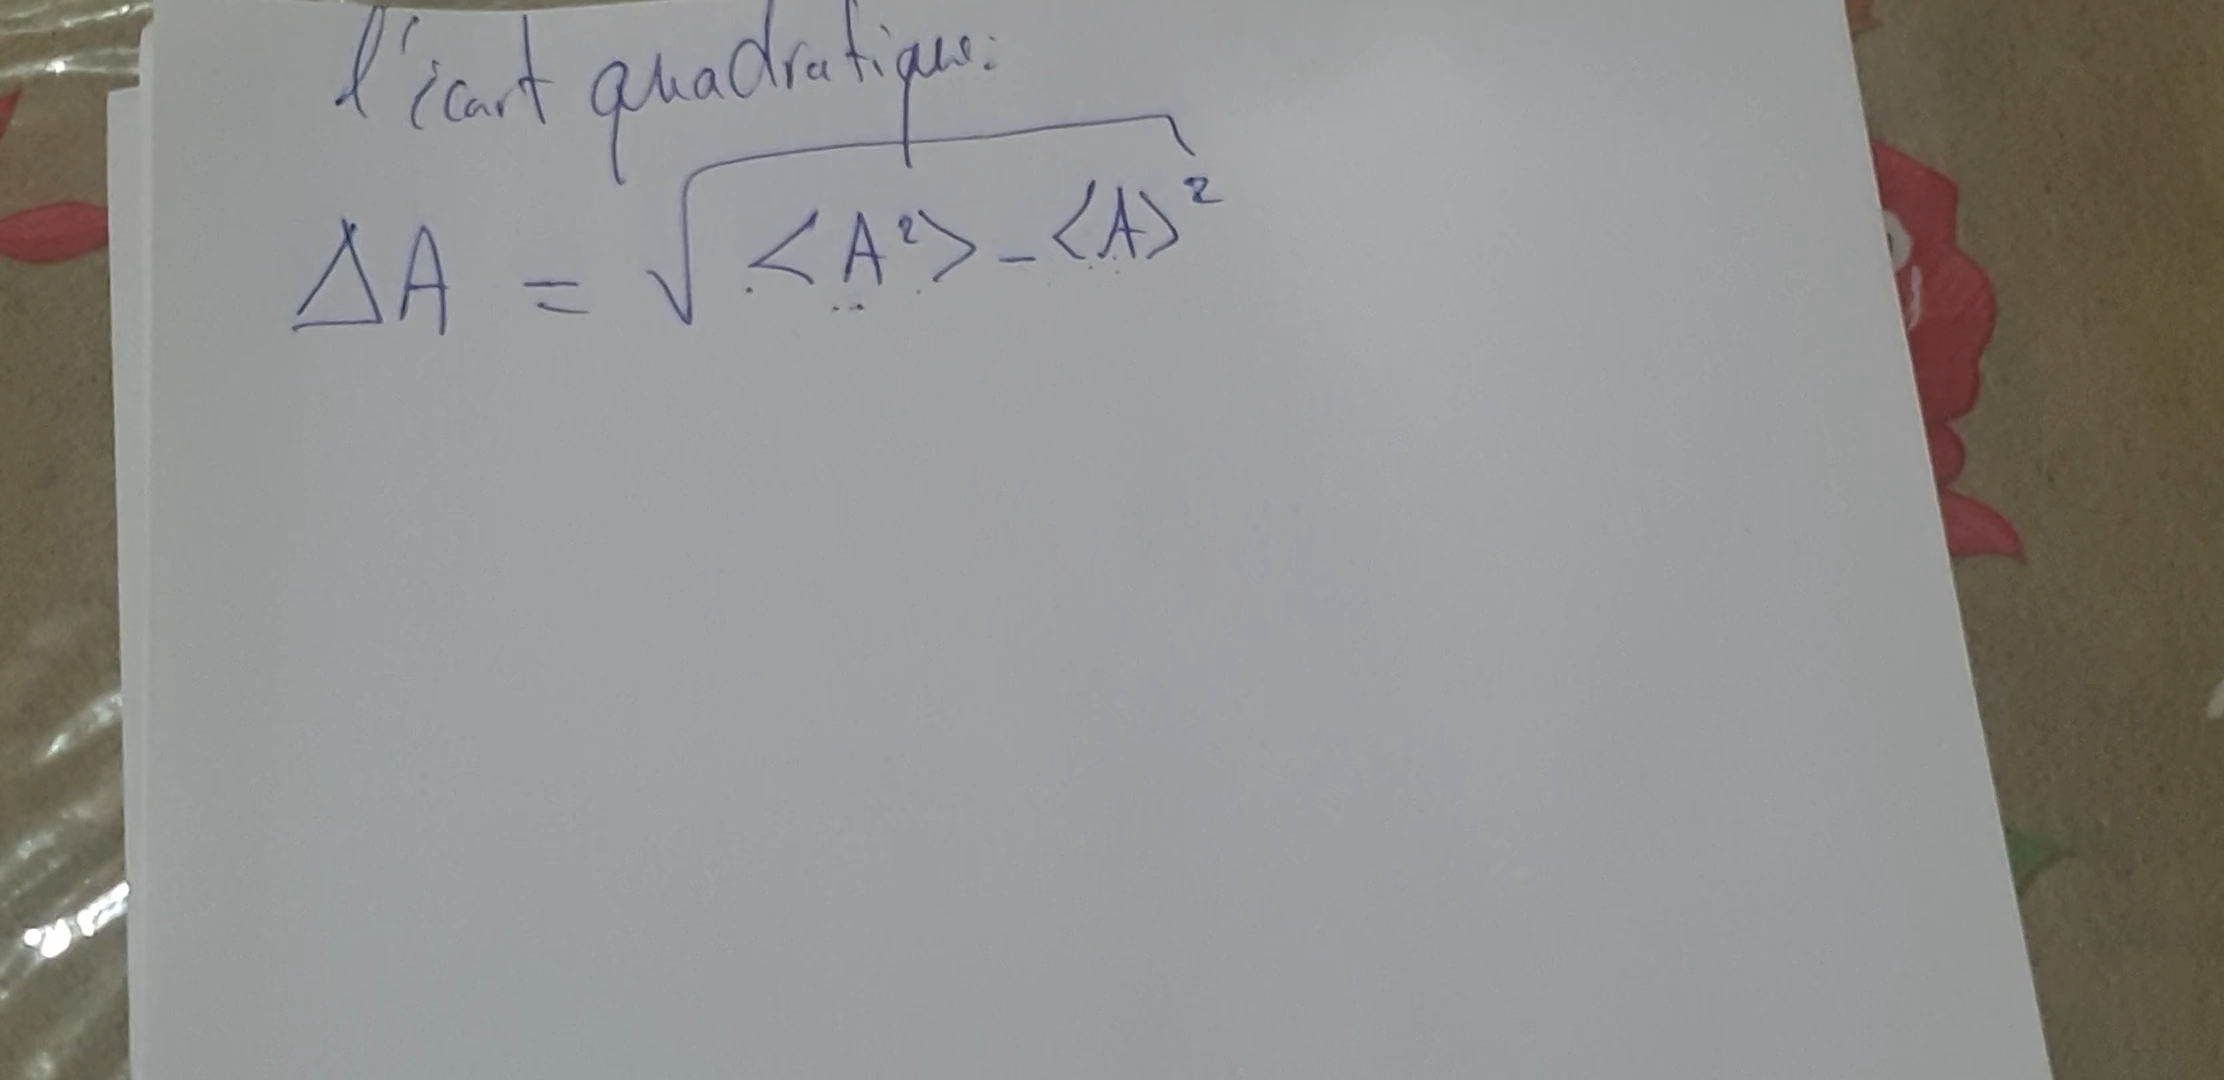 l'écart quadratique:
ΔA = √<A²> - <A>²